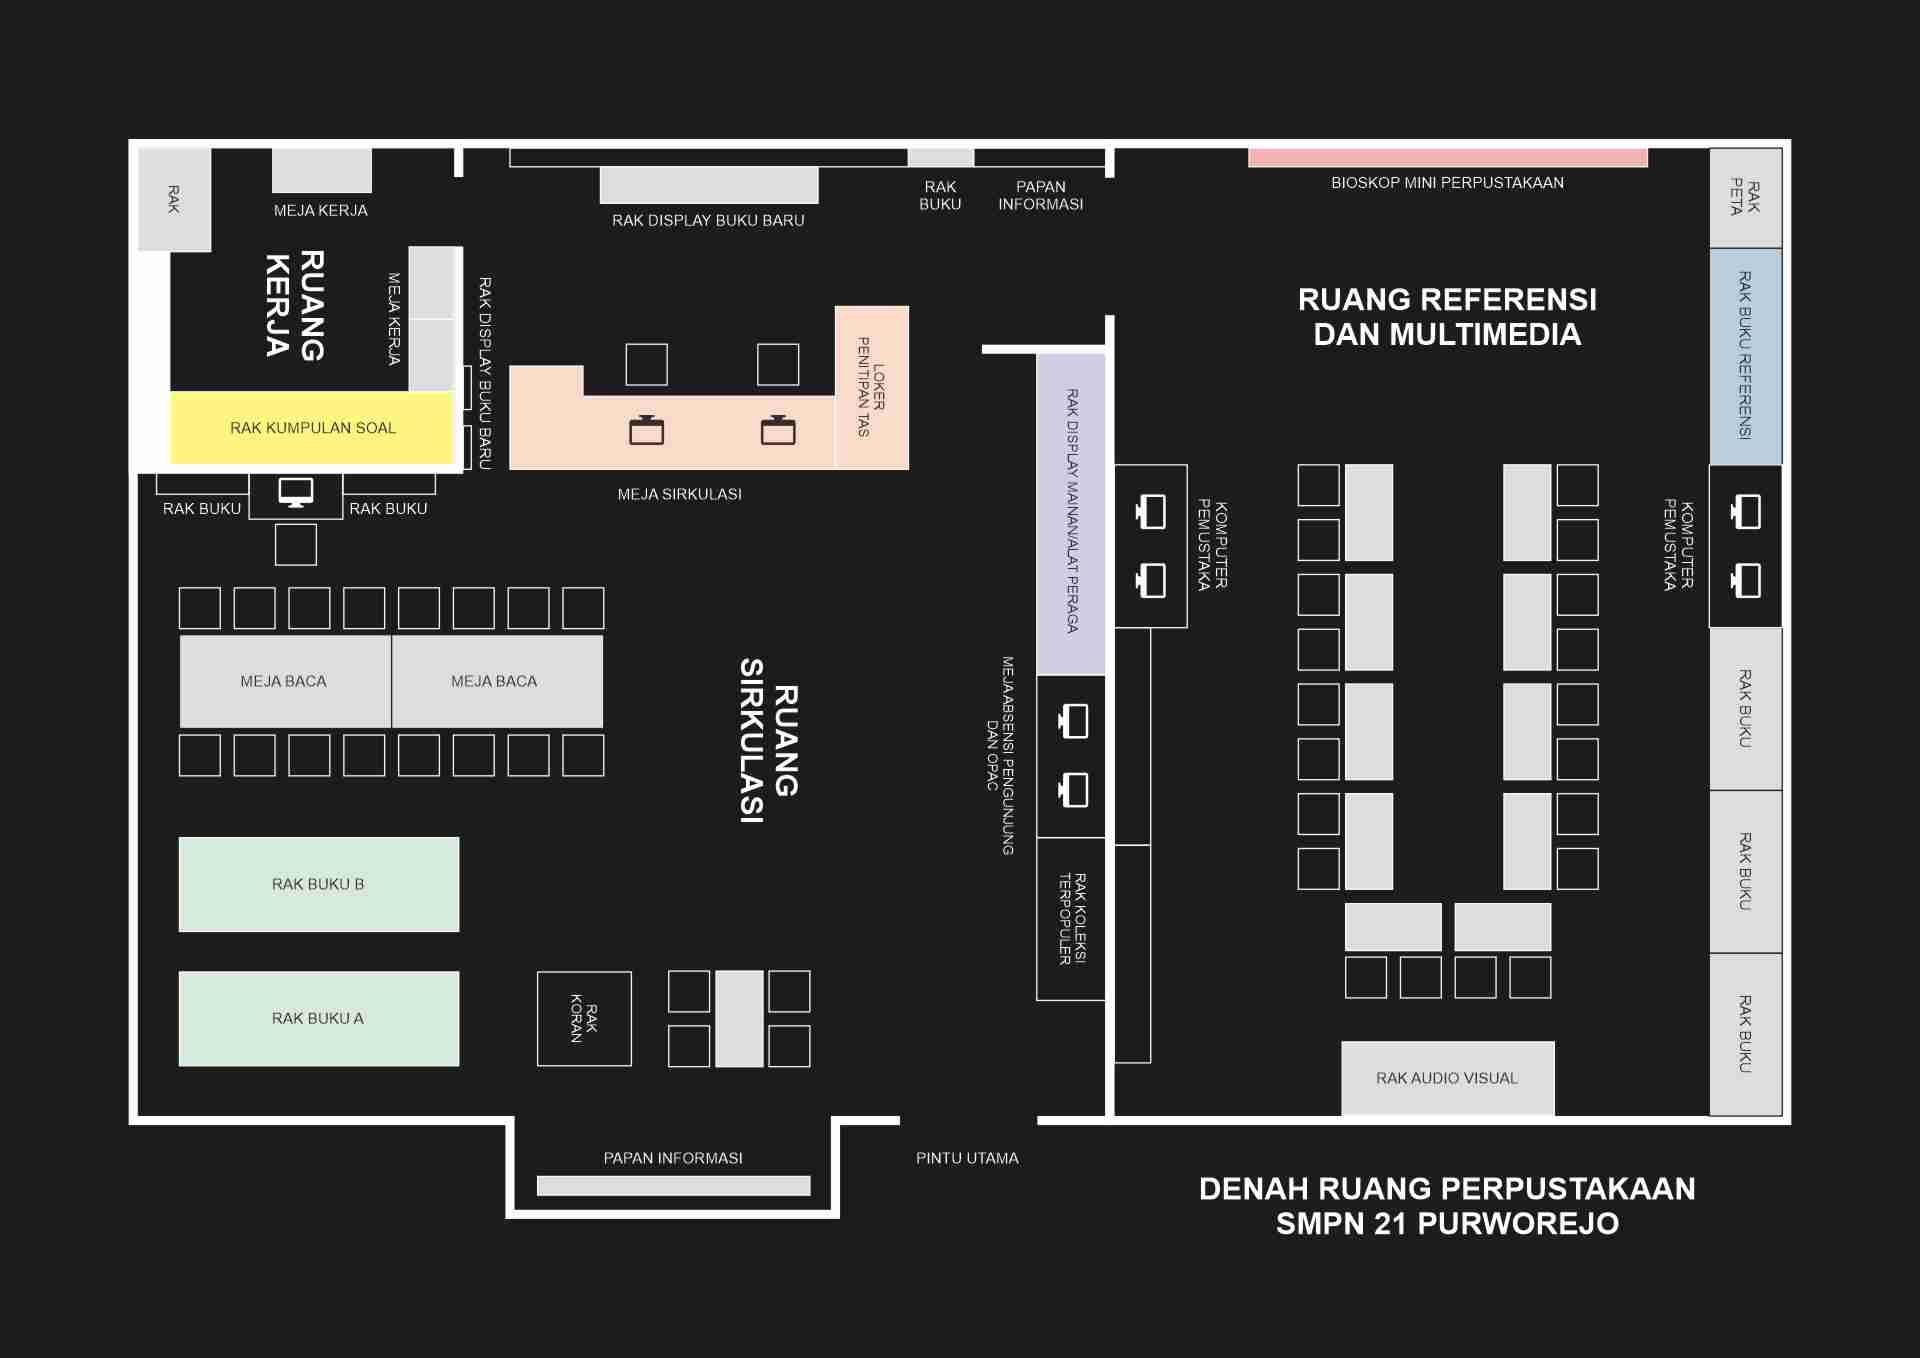 RAK
MEJA KERJA
RUANG
KERJA
MEJA KERJA
RAK KUMPULAN SOAL
RAK BUKU
RAK BUKU
RAK DISPLAY BUKU BARU
RAK
BUKU
PAPAN
INFORMASI
RAK DISPLAY BUKU BARU
LOKER
PENITIPAN TAS
MEJA SIRKULASI
RAK DISPLAY MAINAN/ALAT PERAGA
MEJA ABSENSI PENGUNJUNG
DAN OPAC
RAK KOLEKSI
TERPOPULER
MEJA BACA
MEJA BACA
RUANG
SIRKULASI
RAK BUKU B
RAK BUKU A
RAK
KORAN
PAPAN INFORMASI
PINTU UTAMA
BIOSKOP MINI PERPUSTAKAAN
RAK
PETA
RUANG REFERENSI
DAN MULTIMEDIA
RAK BUKU REFERENSI
KOMPUTER
PEMUSTAKA
KOMPUTER
PEMUSTAKA
RAK BUKU
RAK BUKU
RAK BUKU
RAK AUDIO VISUAL
DENAH RUANG PERPUSTAKAAN
SMPN 21 PURWOREJO